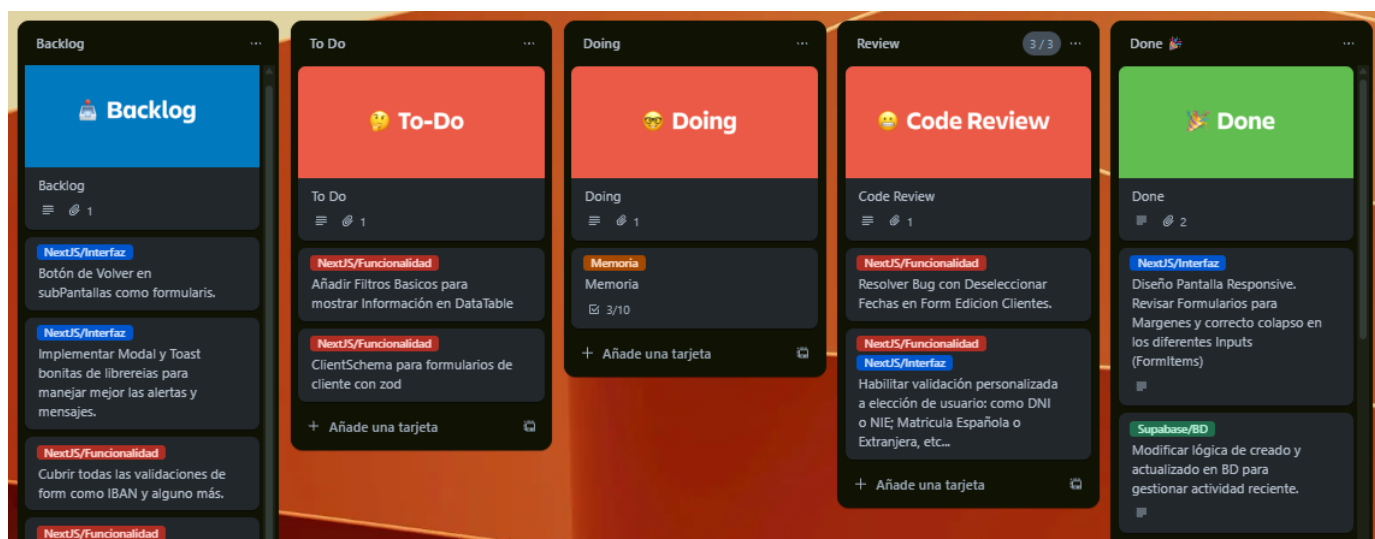 Backlog
Backlog
Backlog
1
NextJS/Interfaz
Botón de Volver en
subPantallas como formularis.
NextJS/Interfaz
Implementar Modal y Toast
bonitas de librereias para
manejar mejor las alertas y
mensajes.
NextJS/Funcionalidad
Cubrir todas las validaciones de
form como IBAN y alguno más.
NextJS/Funcionalidad
To Do
To-Do
To Do
1
NextJS/Funcionalidad
Añadir Filtros Basicos para
mostrar Información en DataTable
NextJS/Funcionalidad
ClientSchema para formularios de
cliente con zod
+ Añade una tarjeta
Doing
Doing
Doing
1
Memoria
Memoria
3/10
+ Añade una tarjeta
Review 3/3
Code Review
Code Review
1
NextJS/Funcionalidad
Resolver Bug con Deseleccionar
Fechas en Form Edicion Clientes.
NextJS/Funcionalidad
NextJS/Interfaz
Habilitar validación personalizada
a elección de usuario: como DNI
o NIE; Matricula Española o
Extranjera, etc...
+ Añade una tarjeta
Done 🎉
Done
Done
2
NextJS/Interfaz
Diseño Pantalla Responsive.
Revisar Formularios para
Margenes y correcto colapso en
los diferentes Inputs
(FormItems)
Supabase/BD
Modificar lógica de creado y
actualizado en BD para
gestionar actividad reciente.